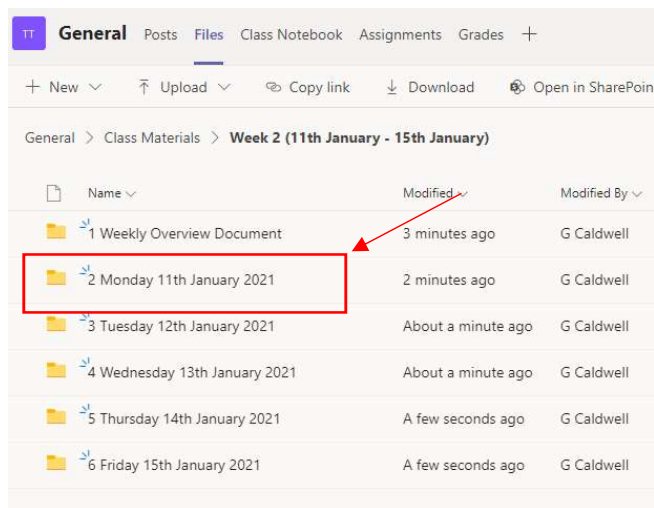 TT General Posts Files Class Notebook Assignments Grades +
+ New Upload Copy link Download Open in SharePoin
General > Class Materials > Week 2 (11th January - 15th January)
Name Modified Modified By
1 Weekly Overview Document 3 minutes ago G Caldwell
2 Monday 11th January 2021 2 minutes ago G Caldwell
3 Tuesday 12th January 2021 About a minute ago G Caldwell
4 Wednesday 13th January 2021 About a minute ago G Caldwell
5 Thursday 14th January 2021 A few seconds ago G Caldwell
6 Friday 15th January 2021 A few seconds ago G Caldwell